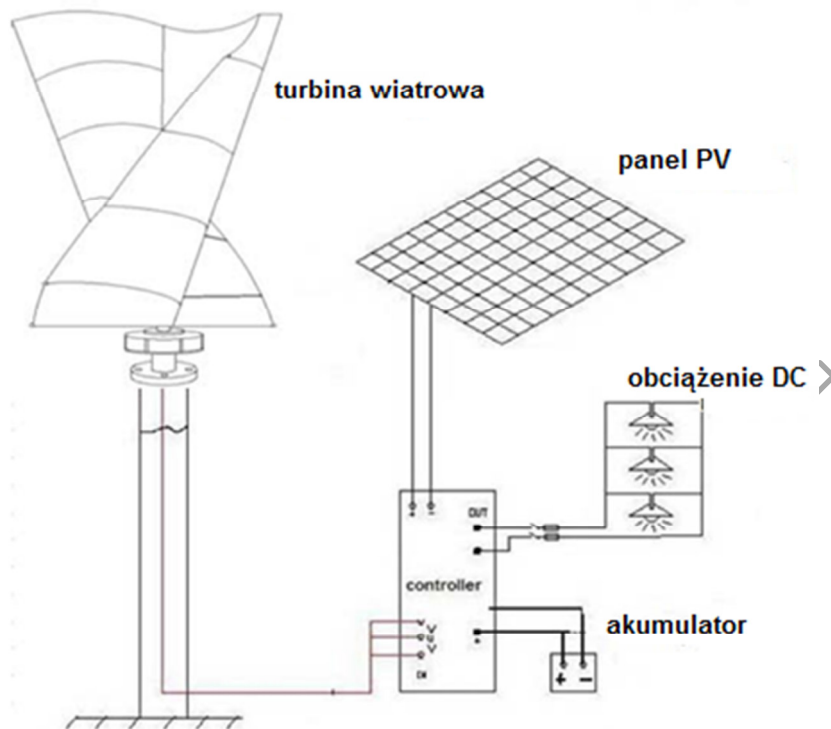 turbina wiatrowa
panel PV
obciążenie DC
+ −
OUT
controller
akumulator
+
+ −